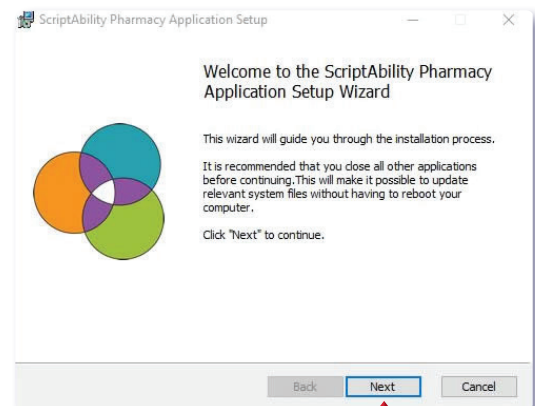 ScriptAbility Pharmacy Application Setup
Welcome to the ScriptAbility Pharmacy
Application Setup Wizard
This wizard will guide you through the installation process.
It is recommended that you close all other applications
before continuing.This will make it possible to update
relevant system files without having to reboot your
computer.
Click "Next" to continue.
Back Next Cancel